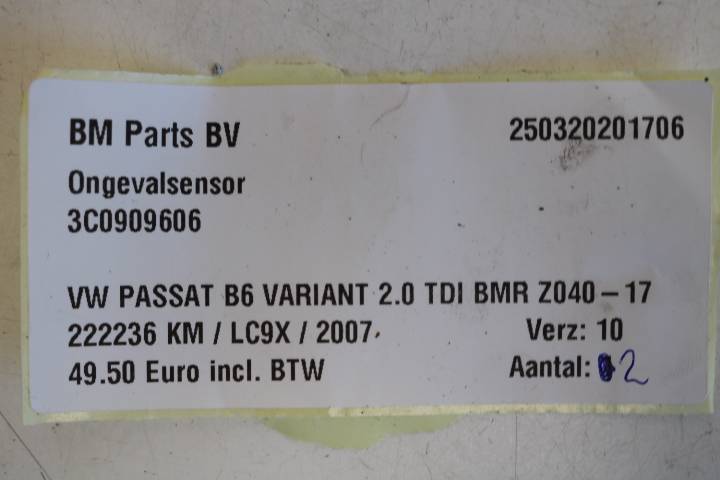 BM Parts BV 250320201706
Ongevalsensor
3C0909606
VW PASSAT B6 VARIANT 2.0 TDI BMR Z040-17
222236 KM / LC9X / 2007 Verz: 10
49.50 Euro incl. BTW Aantal: 2